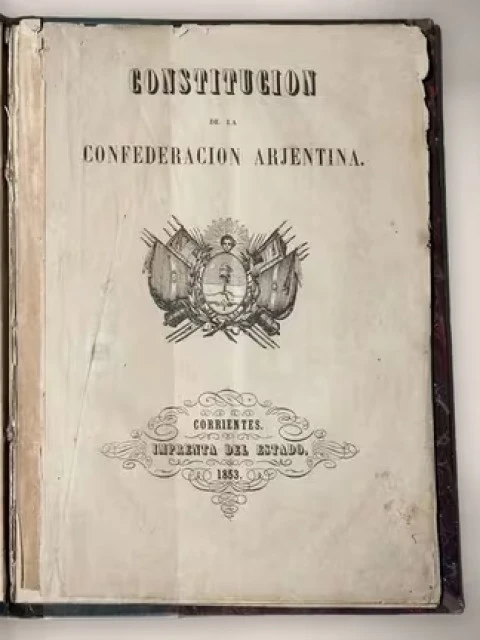 CONSTITUCION
DE LA
CONFEDERACION ARJENTINA.
CORRIENTES.
IMPRENTA DEL ESTADO.
1853.